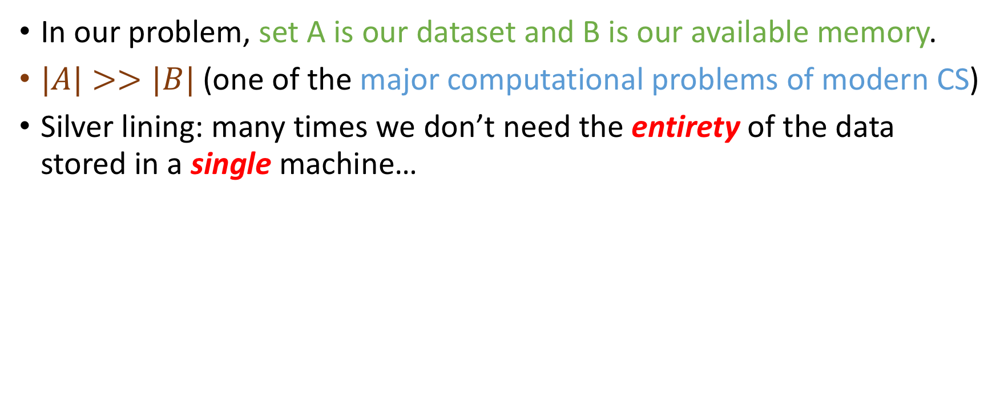 • In our problem, set A is our dataset and B is our available memory.
• |A| >> |B| (one of the major computational problems of modern CS)
• Silver lining: many times we don’t need the entirety of the data
stored in a single machine…